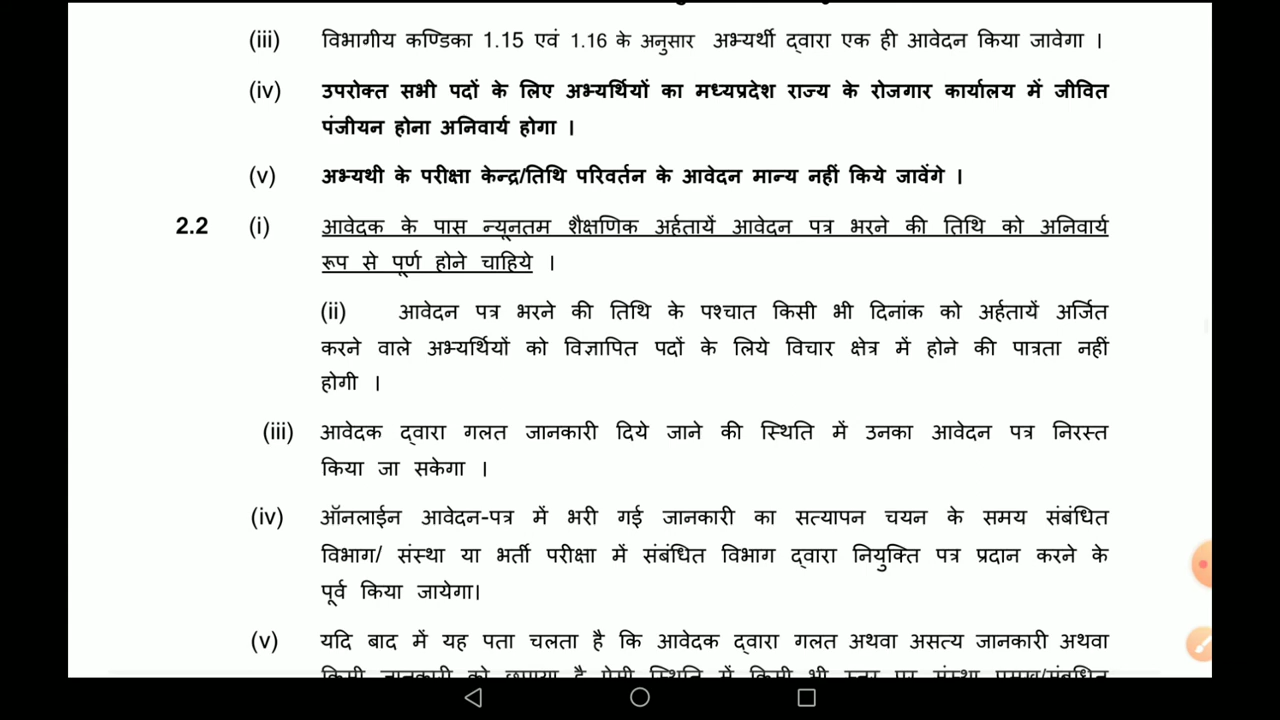 (iii) विभागीय कण्डिका 1.15 एवं 1.16 के अनुसार अभ्यर्थी द्वारा एक ही आवेदन किया जावेगा ।
(iv) उपरोक्त सभी पदों के लिए अभ्यर्थियों का मध्यप्रदेश राज्य के रोजगार कार्यालय में जीवित
पंजीयन होना अनिवार्य होगा ।
(v) अभ्यथी के परीक्षा केन्द्र/तिथि परिवर्तन के आवेदन मान्य नहीं किये जावेंगे ।
2.2 (i) आवेदक के पास न्यूनतम शैक्षणिक अर्हतायें आवेदन पत्र भरने की तिथि को अनिवार्य
रूप से पूर्ण होने चाहिये ।
(ii) आवेदन पत्र भरने की तिथि के पश्चात किसी भी दिनांक को अर्हतायें अर्जित
करने वाले अभ्यर्थियों को विज्ञापित पदों के लिये विचार क्षेत्र में होने की पात्रता नहीं
होगी ।
(iii) आवेदक द्वारा गलत जानकारी दिये जाने की स्थिति में उनका आवेदन पत्र निरस्त
किया जा सकेगा ।
(iv) ऑनलाईन आवेदन-पत्र में भरी गई जानकारी का सत्यापन चयन के समय संबंधित
विभाग/ संस्था या भर्ती परीक्षा में संबंधित विभाग द्वारा नियुक्ति पत्र प्रदान करने के
पूर्व किया जायेगा।
(v) यदि बाद में यह पता चलता है कि आवेदक द्वारा गलत अथवा असत्य जानकारी अथवा
किसी जानकारी को छुपाया है ऐसी स्थिति में किसी भी स्तर पर संस्था प्रमुख/संबंधित